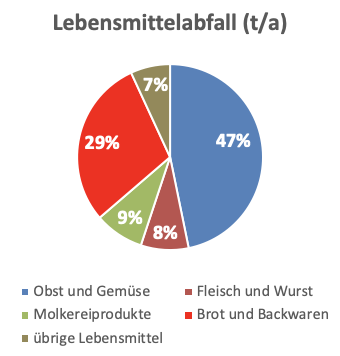 Lebensmittelabfall (t/a)
7%
47%
29%
9%
8%
Obst und Gemüse
Fleisch und Wurst
Molkereiprodukte
Brot und Backwaren
übrige Lebensmittel